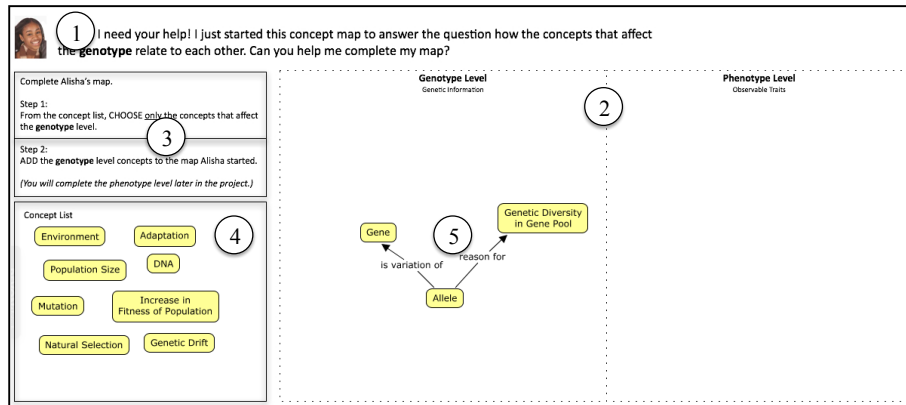 1
I need your help! I just started this concept map to answer the question how the concepts that affect
the genotype relate to each other. Can you help me complete my map?
Complete Alisha's map.
Step 1:
From the concept list, CHOOSE only the concepts that affect
the genotype level.
3
Step 2:
ADD the genotype level concepts to the map Alisha started.
(You will complete the phenotype level later in the project.)
Concept List
4
Environment
Adaptation
Population Size
DNA
Mutation
Increase in
Fitness of Population
Natural Selection
Genetic Drift
Genotype Level
Genetic Information
2
Phenotype Level
Observable Traits
Genetic Diversity
in Gene Pool
Gene
5
is variation of
reason for
Allele